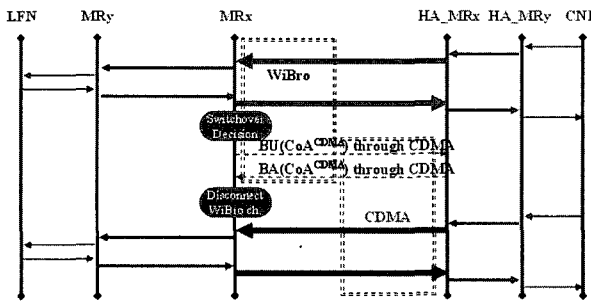 LFN MRy MRx HA_MRx HA_MRy CNI
WiBro
Switchover
Decision
BU(CoA^CDMA) through CDMA
BA(CoA^CDMA) through CDMA
Disconnect
WiBro ch.
CDMA